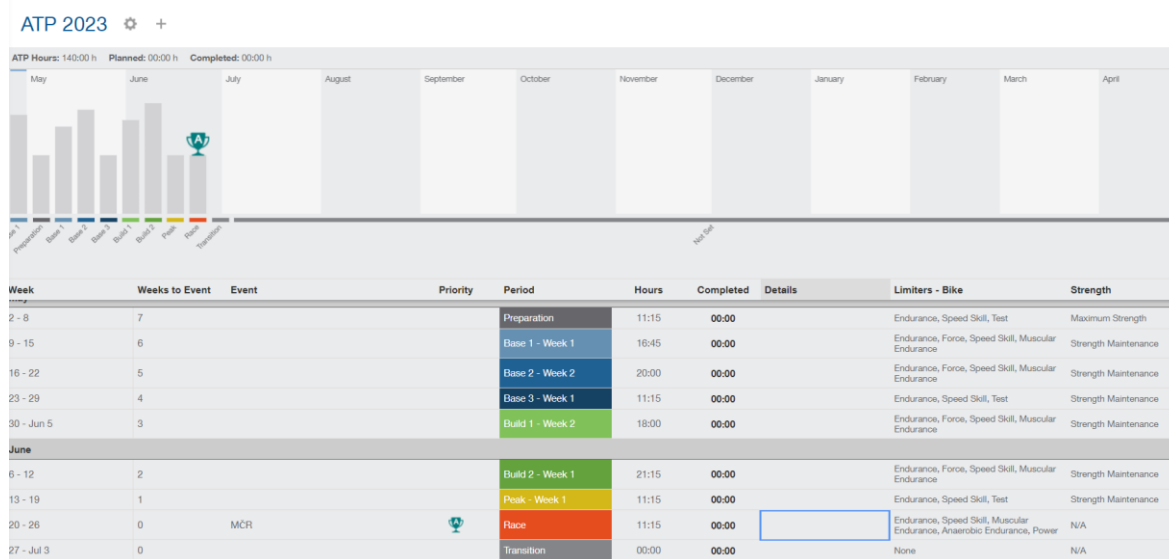 ATP 2023
ATP Hours: 140:00 h Planned: 00:00 h Completed: 00:00 h
May June July August September October November December January February March April
Preparation Base 1 Base 2 Base 3 Build 1 Build 2 Peak Race Transition Not Set
A
Week Weeks to Event Event Priority Period Hours Completed Details Limiters - Bike Strength
2 - 8 7 Preparation 11:15 00:00 Endurance, Speed Skill, Test Maximum Strength
9 - 15 6 Base 1 - Week 1 16:45 00:00 Endurance, Force, Speed Skill, Muscular Endurance Strength Maintenance
16 - 22 5 Base 2 - Week 2 20:00 00:00 Endurance, Force, Speed Skill, Muscular Endurance Strength Maintenance
23 - 29 4 Base 3 - Week 1 11:15 00:00 Endurance, Speed Skill, Test Strength Maintenance
30 - Jun 5 3 Build 1 - Week 2 18:00 00:00 Endurance, Force, Speed Skill, Muscular Endurance Strength Maintenance
June
6 - 12 2 Build 2 - Week 1 21:15 00:00 Endurance, Force, Speed Skill, Muscular Endurance Strength Maintenance
13 - 19 1 Peak - Week 1 11:15 00:00 Endurance, Speed Skill, Test Strength Maintenance
20 - 26 0 MČR A Race 11:15 00:00 Endurance, Speed Skill, Muscular Endurance, Anaerobic Endurance, Power N/A
27 - Jul 3 0 Transition 00:00 00:00 None N/A